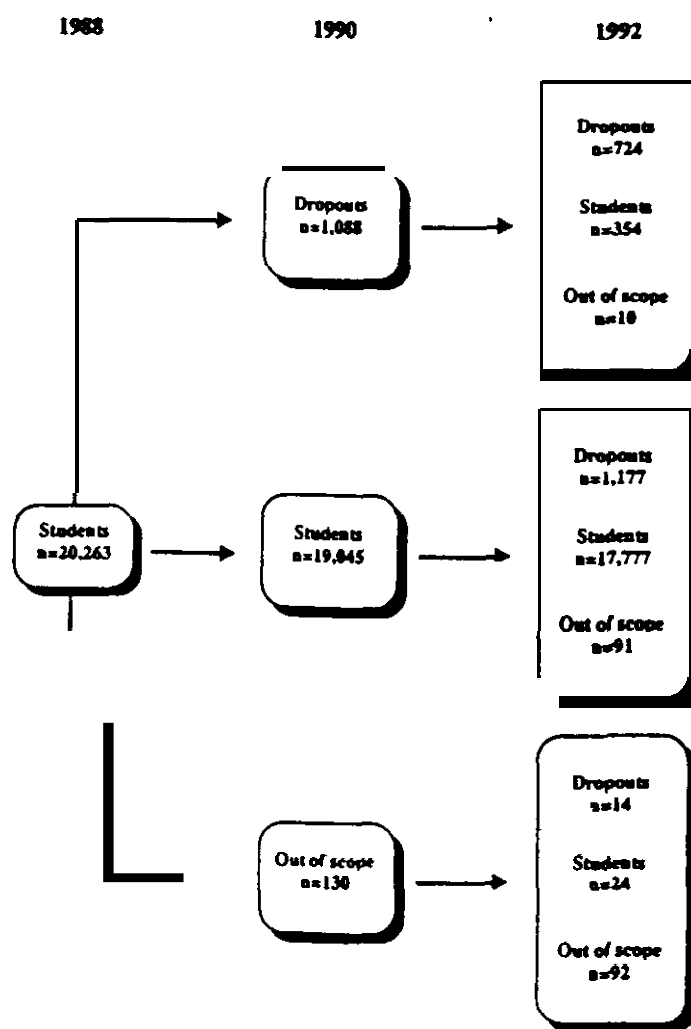 1988
1990
1992
Dropouts
n=724
Students
n=354
Out of scope
n=10
Dropouts
n=1,088
Students
n=20,263
Students
n=19,045
Dropouts
n=1,177
Students
n=17,777
Out of scope
n=91
Out of scope
n=130
Dropouts
n=14
Students
n=24
Out of scope
n=92